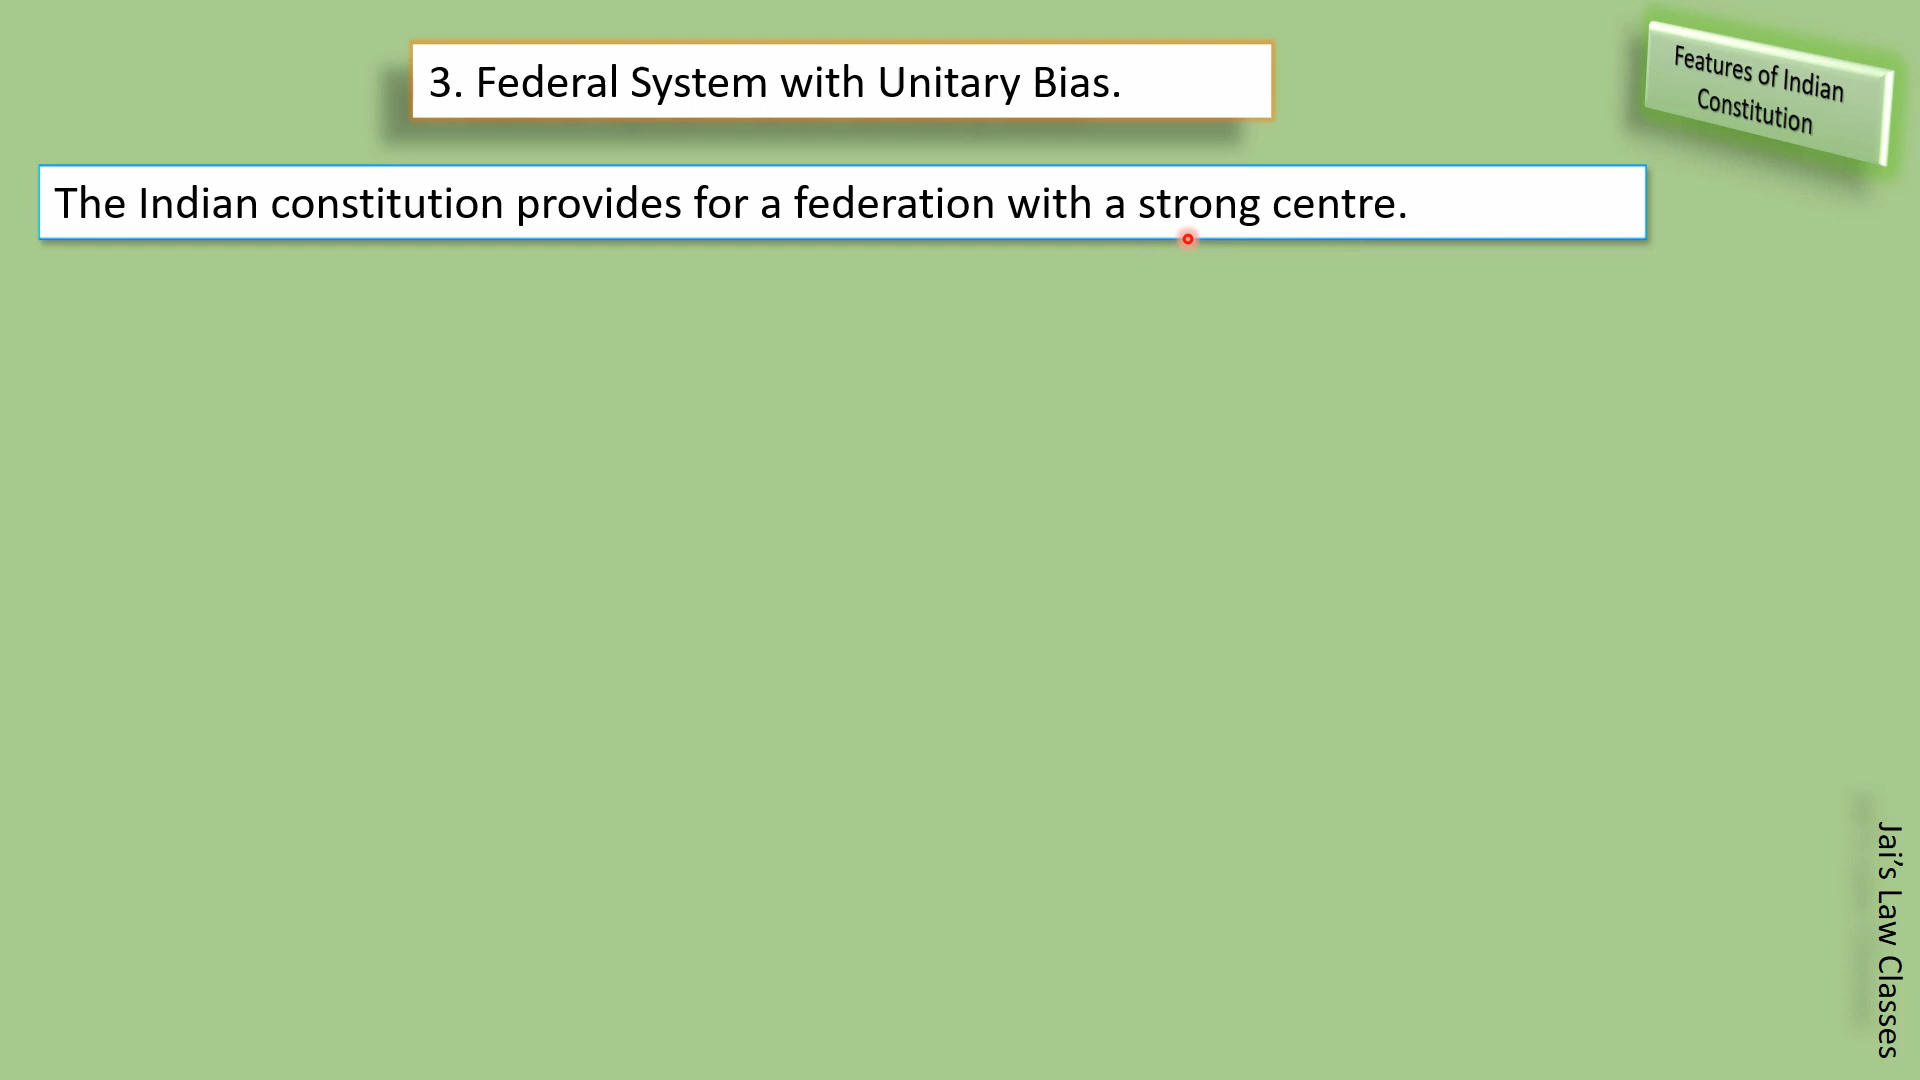 3. Federal System with Unitary Bias.
Features of Indian
Constitution
The Indian constitution provides for a federation with a strong centre.
Jai’s Law Classes